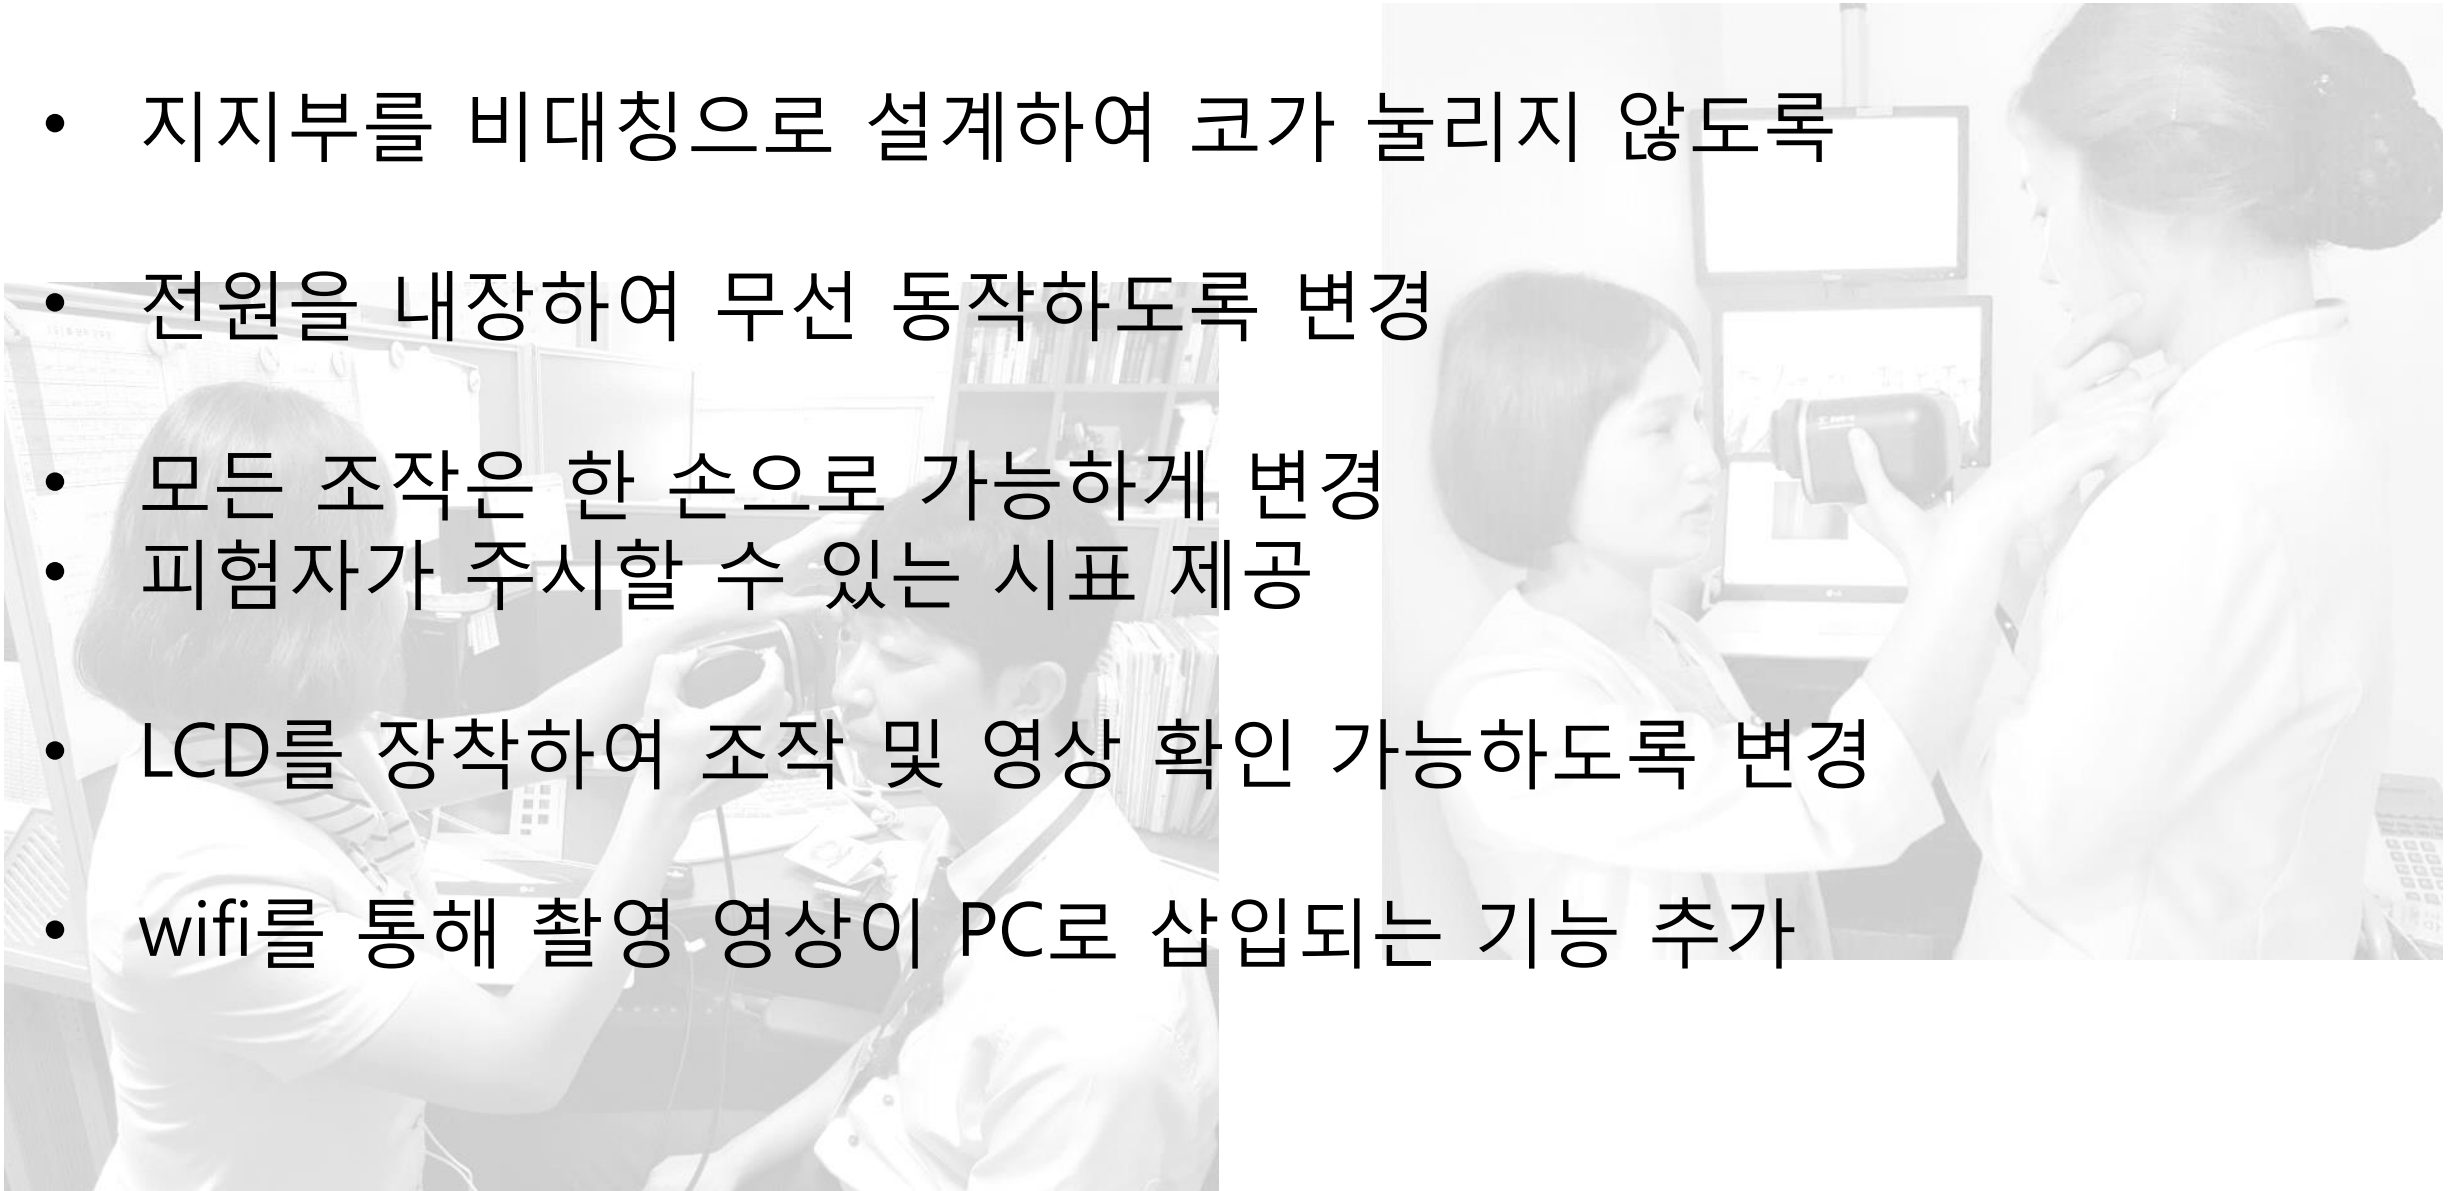 • 지지부를 비대칭으로 설계하여 코가 눌리지 않도록
• 전원을 내장하여 무선 동작하도록 변경
• 모든 조작은 한 손으로 가능하게 변경
• 피험자가 주시할 수 있는 시표 제공
• LCD를 장착하여 조작 및 영상 확인 가능하도록 변경
• wifi를 통해 촬영 영상이 PC로 삽입되는 기능 추가